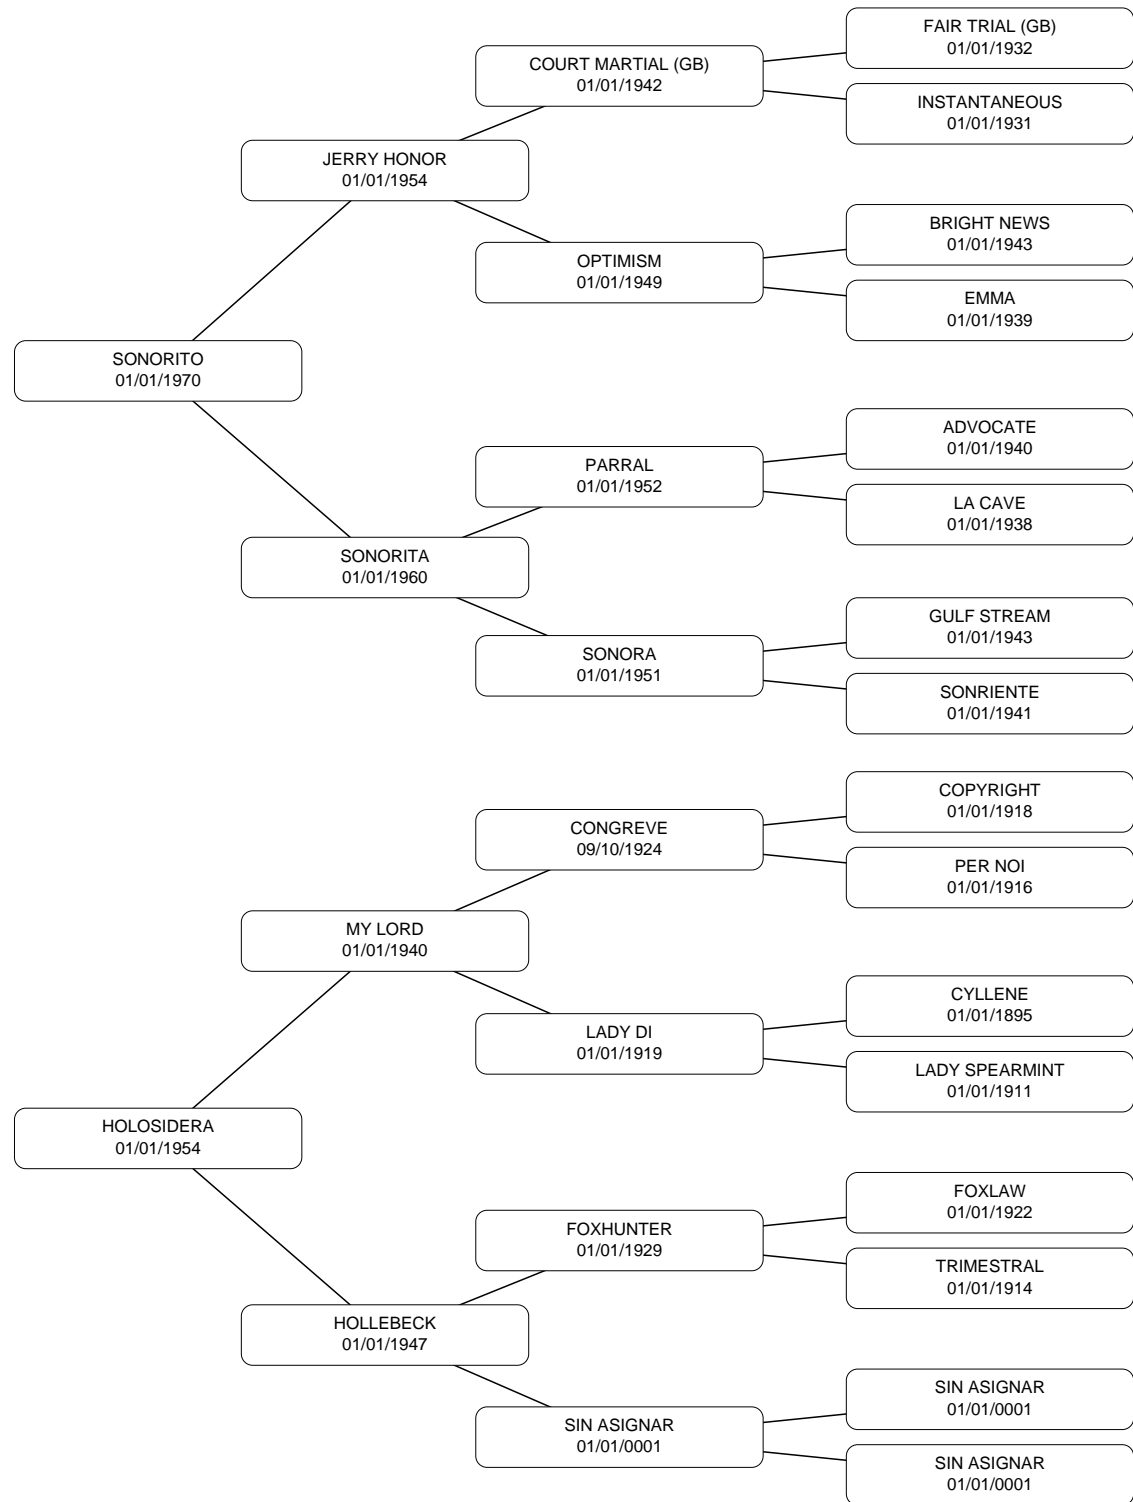 FAIR TRIAL (GB)
01/01/1932
COURT MARTIAL (GB)
01/01/1942
INSTANTANEOUS
01/01/1931
JERRY HONOR
01/01/1954
BRIGHT NEWS
01/01/1943
OPTIMISM
01/01/1949
EMMA
01/01/1939
SONORITO
01/01/1970
ADVOCATE
01/01/1940
PARRAL
01/01/1952
LA CAVE
01/01/1938
SONORITA
01/01/1960
GULF STREAM
01/01/1943
SONORA
01/01/1951
SONRIENTE
01/01/1941
COPYRIGHT
01/01/1918
CONGREVE
09/10/1924
PER NOI
01/01/1916
MY LORD
01/01/1940
CYLLENE
01/01/1895
LADY DI
01/01/1919
LADY SPEARMINT
01/01/1911
HOLOSIDERA
01/01/1954
FOXLAW
01/01/1922
FOXHUNTER
01/01/1929
TRIMESTRAL
01/01/1914
HOLLEBECK
01/01/1947
SIN ASIGNAR
01/01/0001
SIN ASIGNAR
01/01/0001
SIN ASIGNAR
01/01/0001